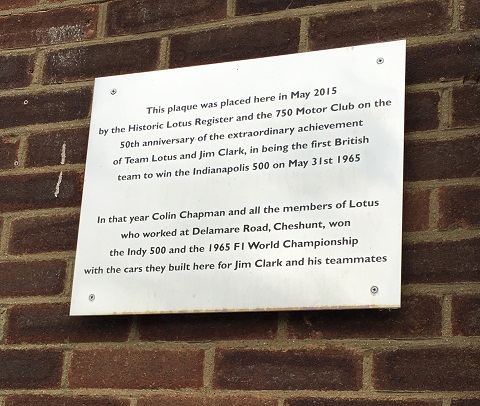 This plaque was placed here in May 2015
by the Historic Lotus Register and the 750 Motor Club on the
50th anniversary of the extraordinary achievement
of Team Lotus and Jim Clark, in being the first British
team to win the Indianapolis 500 on May 31st 1965
In that year Colin Chapman and all the members of Lotus
who worked at Delamare Road, Cheshunt, won
the Indy 500 and the 1965 F1 World Championship
with the cars they built here for Jim Clark and his teammates